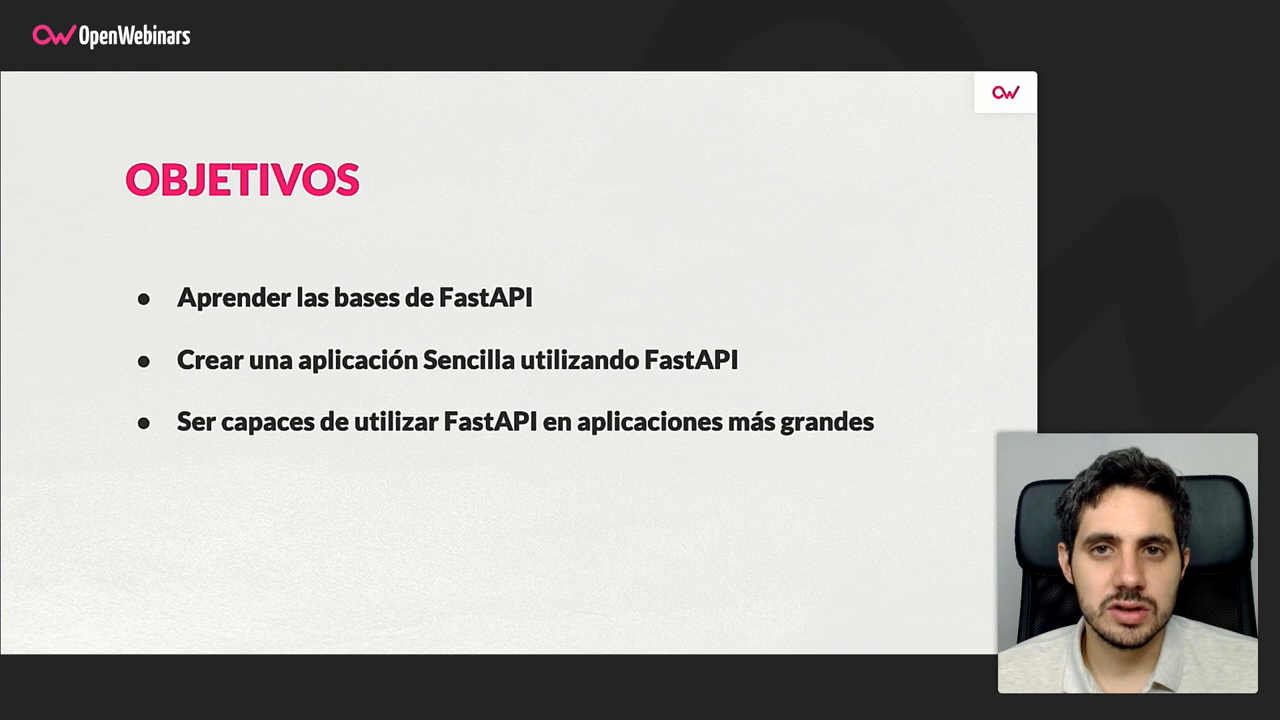 OpenWebinars
OBJETIVOS
● Aprender las bases de FastAPI
● Crear una aplicación Sencilla utilizando FastAPI
● Ser capaces de utilizar FastAPI en aplicaciones más grandes